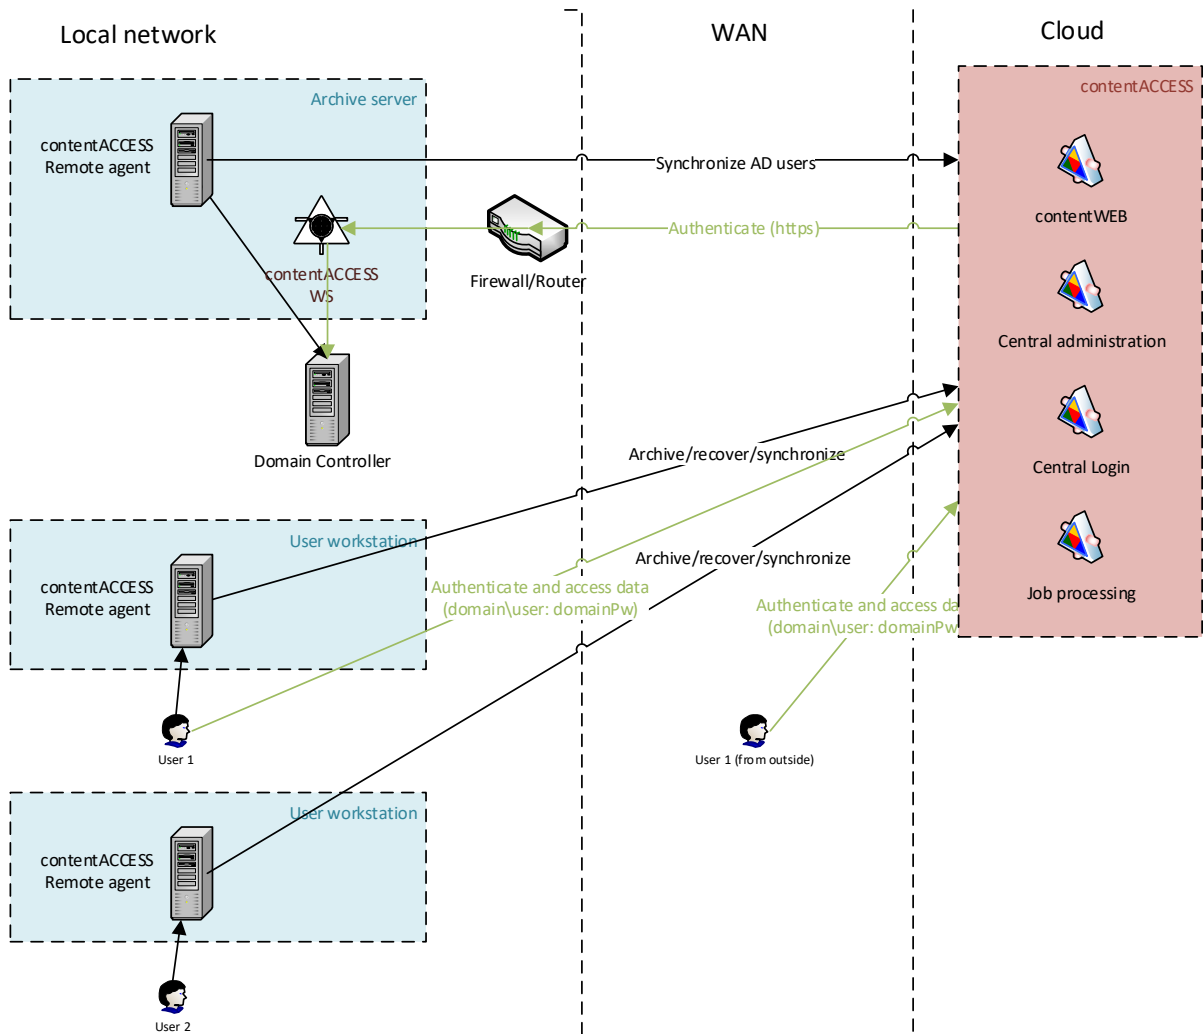 Local network
WAN
Cloud
Archive server
contentACCESS
Remote agent
contentACCESS
WS
Domain Controller
Firewall/Router
Synchronize AD users
Authenticate (https)
contentACCESS
contentWEB
Central administration
Central Login
Job processing
Archive/recover/synchronize
User workstation
contentACCESS
Remote agent
Archive/recover/synchronize
Authenticate and access data
(domain\user: domainPw)
Authenticate and access da
(domain\user: domainPw
User 1
User 1 (from outside)
User workstation
contentACCESS
Remote agent
User 2